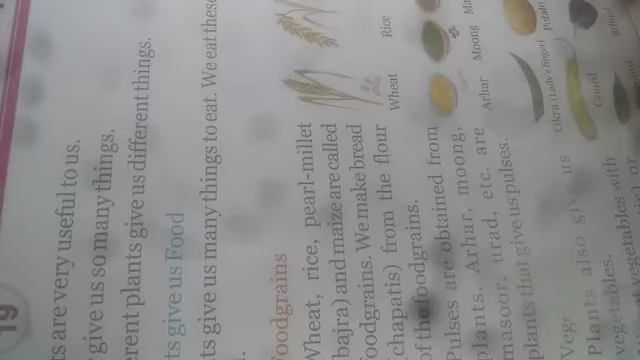 19
ts are very useful to us.
give us so many things.
erent plants give us different things.
ts give us Food
ts give us many things to eat. We eat these
Foodgrains
Wheat, rice, pearl-millet
bajra) and maize are called
oodgrains. We make bread
chapatis) from the flour
f the foodgrains.
Pulses are obtained from
plants. Arhar, moong,
masoor, urad, etc. are
plants that give us pulses.
Plants also give us
vegetables.
vegetables with
or
Rice
Wheat
Moong
Arhar
Potato
Okra (Lady's finger)
Gourd